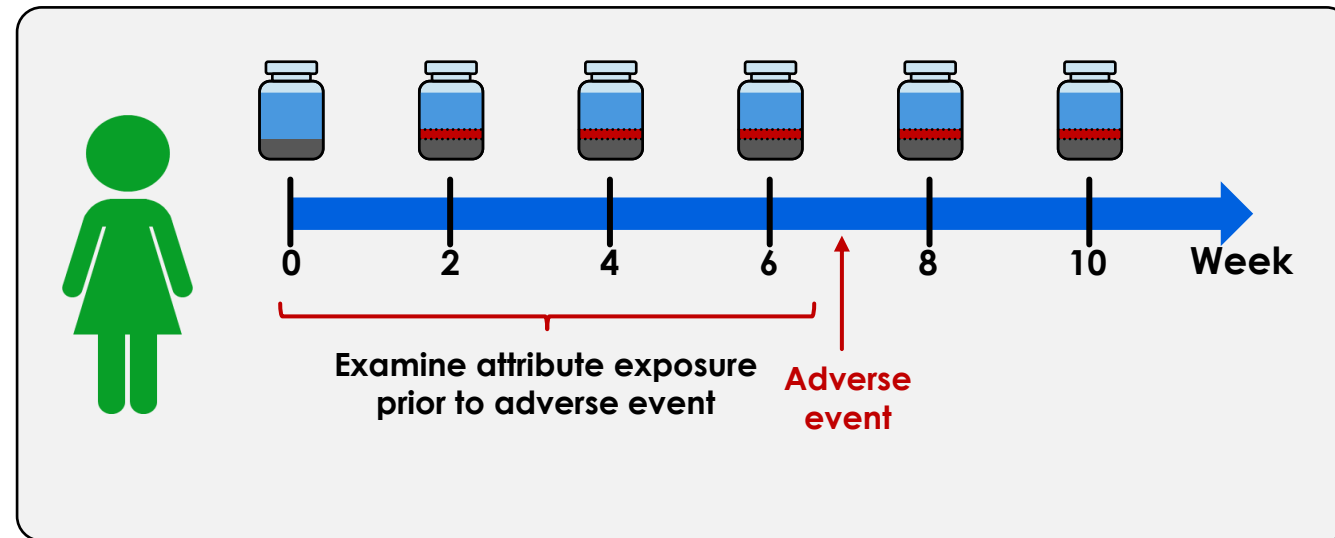 0
2
4
6
8
10
Week
Examine attribute exposure
prior to adverse event
Adverse
event